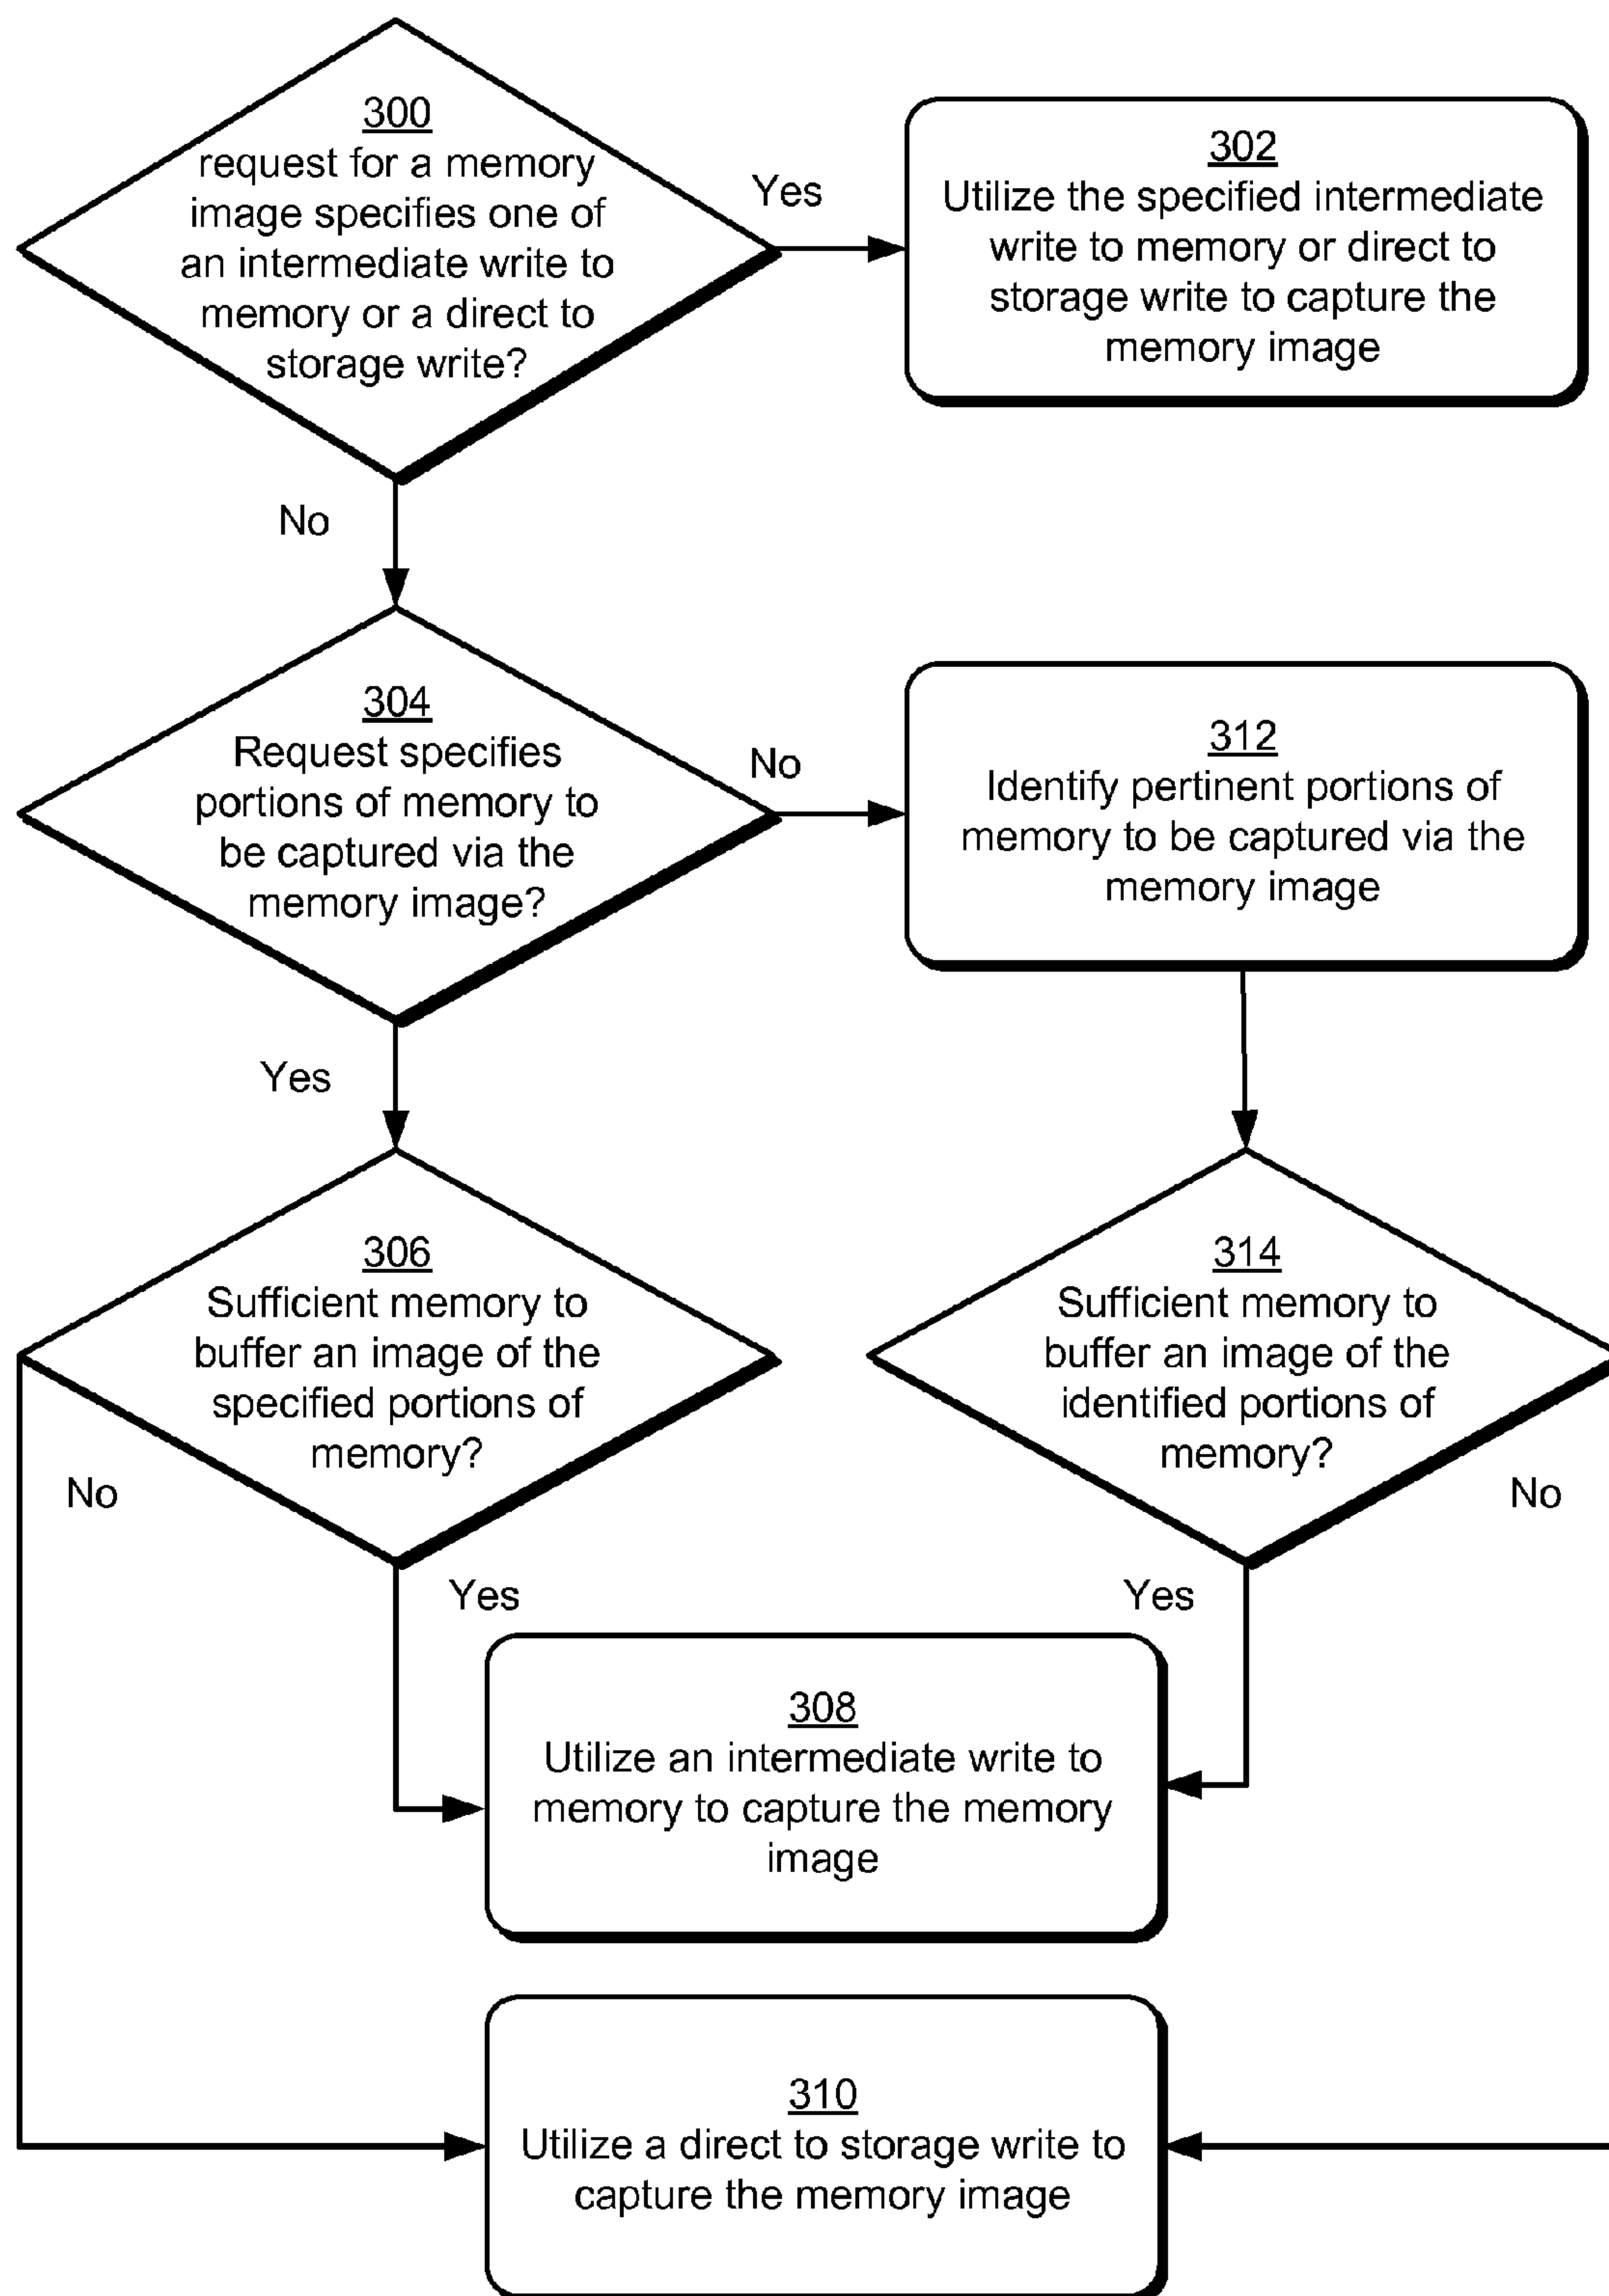 300
request for a memory
image specifies one of
an intermediate write to
memory or a direct to
storage write?
Yes
302
Utilize the specified intermediate
write to memory or direct to
storage write to capture the
memory image
No
304
Request specifies
portions of memory to
be captured via the
memory image?
No
312
Identify pertinent portions of
memory to be captured via the
memory image
Yes
306
Sufficient memory to
buffer an image of the
specified portions of
memory?
314
Sufficient memory to
buffer an image of the
identified portions of
memory?
No
No
Yes
Yes
308
Utilize an intermediate write to
memory to capture the memory
image
310
Utilize a direct to storage write to
capture the memory image